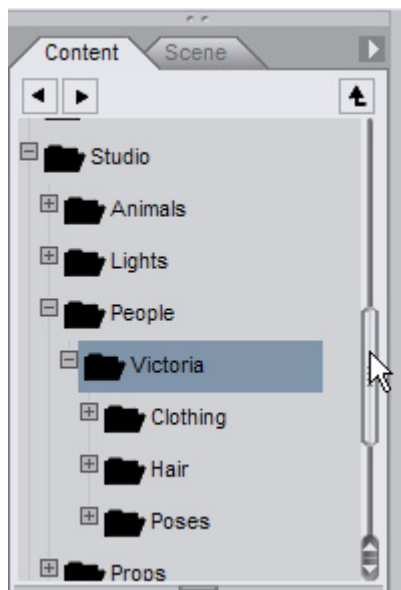 Content Scene
Studio
Animals
Lights
People
Victoria
Clothing
Hair
Poses
Props